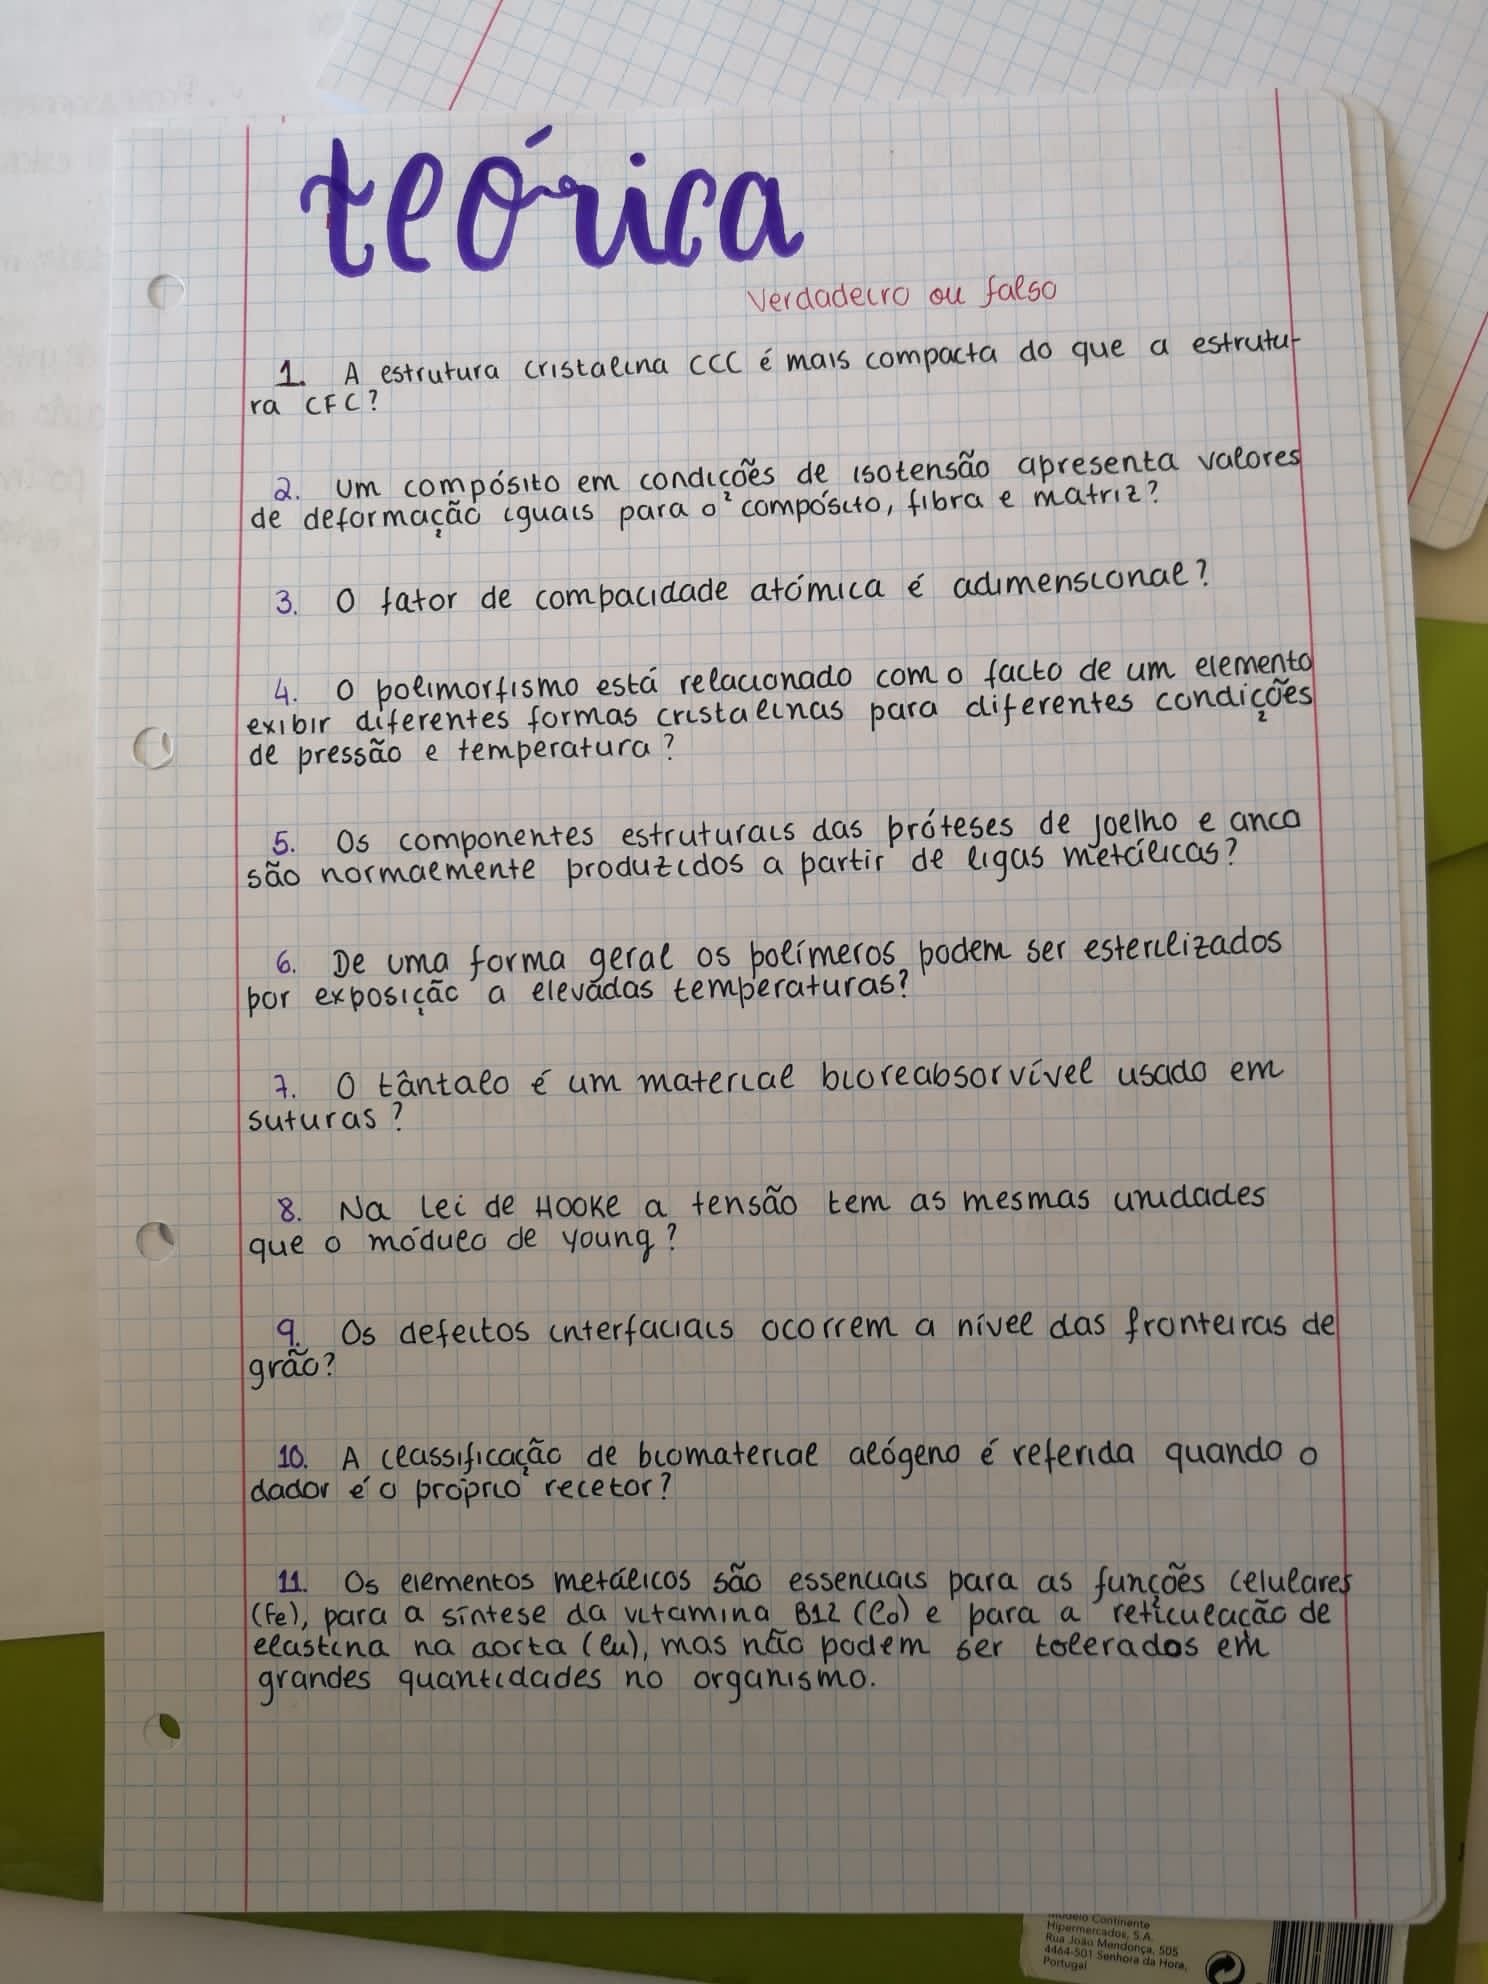 teórica
Verdadeiro ou falso
1. A estrutura cristalina CCC é mais compacta do que a estrutu-
ra CFC?
2. Um compósito em condições de isotensão apresenta valores
de deformação iguais para o compósito, fibra e matriz?
3. O fator de compacidade atómica é adimensional?
4. O polimorfismo está relacionado com o facto de um elemento
exibir diferentes formas cristalinas para diferentes condições
de pressão e temperatura?
5. Os componentes estruturais das próteses de joelho e anca
são normalmente produzidos a partir de ligas metálicas?
6. De uma forma geral os polímeros podem ser esterilizados
por exposição a elevadas temperaturas?
7. O tântalo é um material bioreabsorvível usado em
suturas?
8. Na Lei de HOOKE a tensão tem as mesmas unidades
que o módulo de young?
9. Os defeitos interfaciais ocorrem a nível das fronteiras de
grão?
10. A classificação de biomaterial alógeno é referida quando o
dador é o próprio recetor?
11. Os elementos metálicos são essenciais para as funções celulares
(Fe), para a síntese da vitamina B12 (Co) e para a reticulação de
elastina na aorta (Cu), mas não podem ser tolerados em
grandes quantidades no organismo.
Modelo Continente
Hipermercados, S.A.
Rua João Mendonça, 505
4464-501 Senhora da Hora,
Portugal